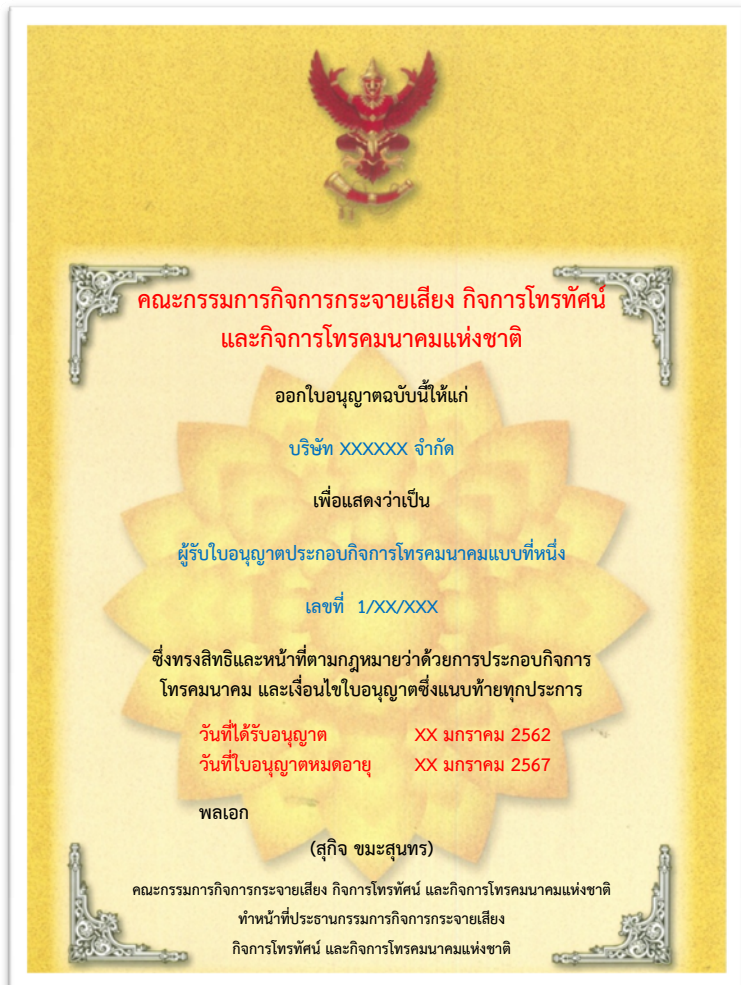 คณะกรรมการกิจการกระจายเสียง กิจการโทรทัศน์
และกิจการโทรคมนาคมแห่งชาติ
ออกใบอนุญาตฉบับนี้ให้แก่
บริษัท XXXXXX จำกัด
เพื่อแสดงว่าเป็น
ผู้รับใบอนุญาตประกอบกิจการโทรคมนาคมแบบที่หนึ่ง
เลขที่ 1/XX/XXX
ซึ่งทรงสิทธิและหน้าที่ตามกฎหมายว่าด้วยการประกอบกิจการ
โทรคมนาคม และเงื่อนไขใบอนุญาตซึ่งแนบท้ายทุกประการ
วันที่ได้รับอนุญาต XX มกราคม 2562
วันที่ใบอนุญาตหมดอายุ XX มกราคม 2567
พลเอก
(สุกิจ ขมะสุนทร)
คณะกรรมการกิจการกระจายเสียง กิจการโทรทัศน์ และกิจการโทรคมนาคมแห่งชาติ
ทำหน้าที่ประธานกรรมการกิจการกระจายเสียง
กิจการโทรทัศน์ และกิจการโทรคมนาคมแห่งชาติ